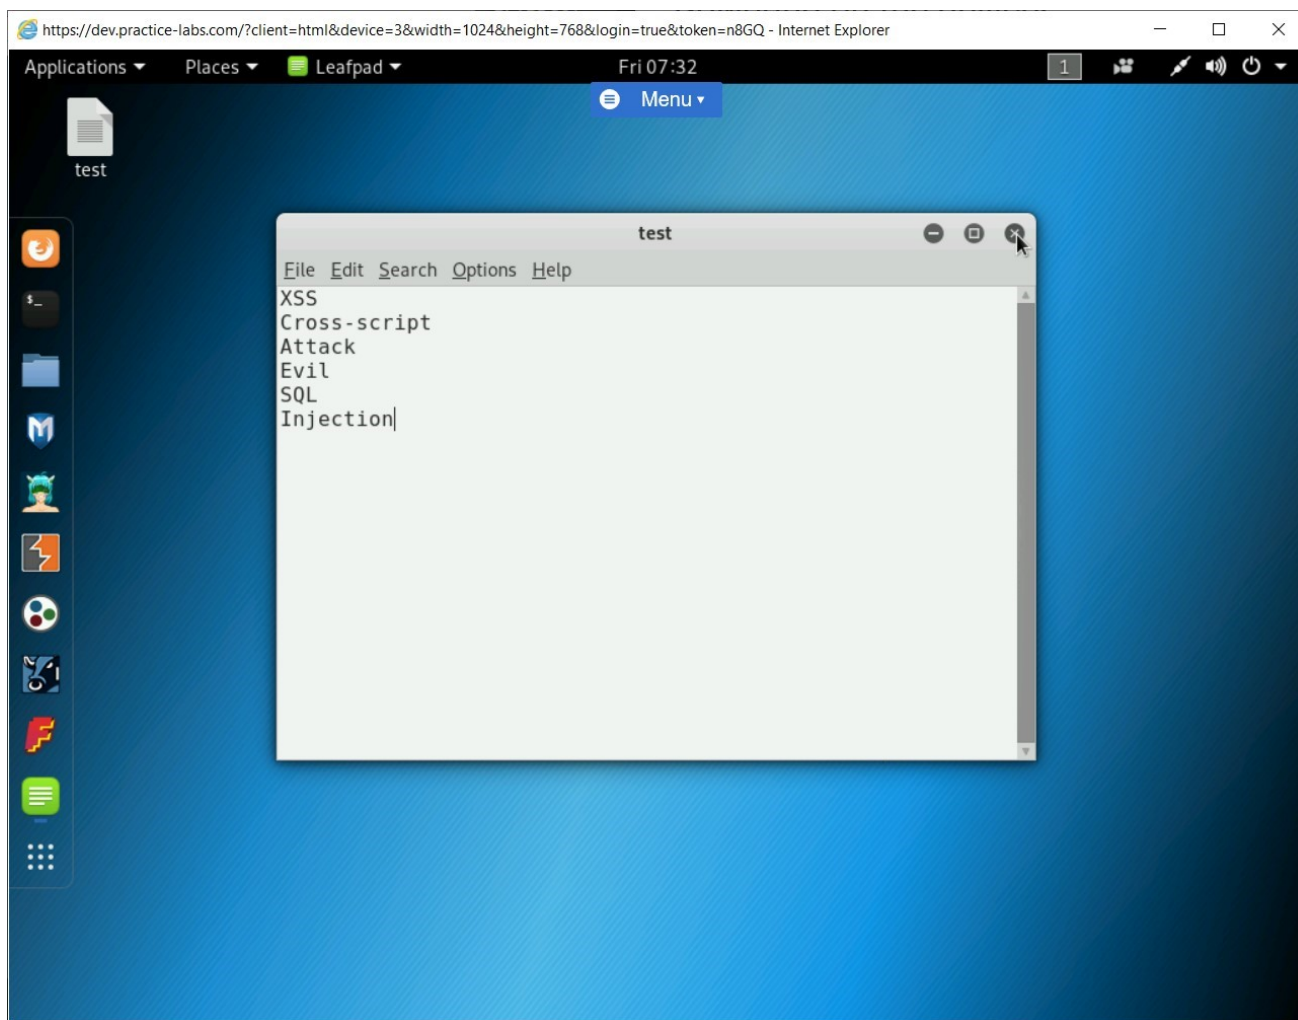 https://dev.practice-labs.com/?client=html&device=3&width=1024&height=768&login=true&token=n8GQ - Internet Explorer
Applications Places Leafpad Fri 07:32 1
Menu
test
test
File Edit Search Options Help
XSS
Cross-script
Attack
Evil
SQL
Injection
$_